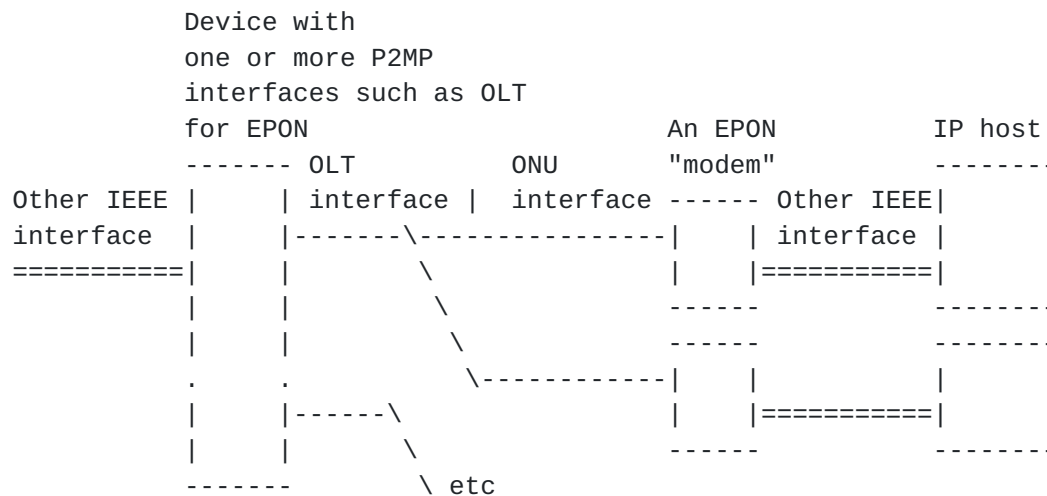 Device with
one or more P2MP
interfaces such as OLT
for EPON                      An EPON          IP host
------- OLT          ONU         "modem"          --------
Other IEEE |     | interface |  interface ------ Other IEEE|
interface  |     |-------\----------------|    | interface |
===========|     |        \               |    |===========|
|     |         \              ------           --------
|     |          \             ------           --------
.     .           \------------|    |           |
|     |------\                 |    |===========|
|     |       \                ------           --------
-------        \ etc